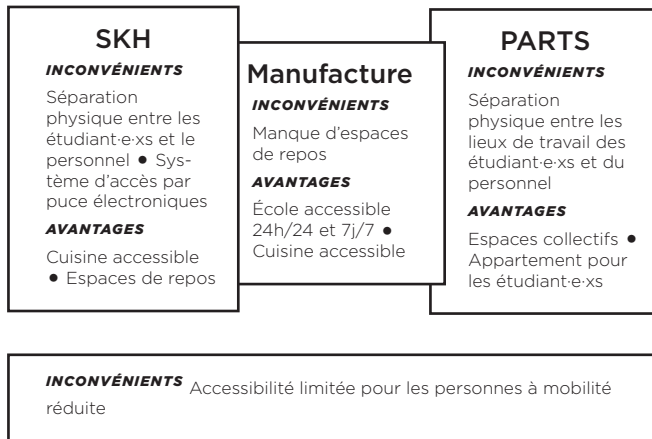 SKH
INCONVÉNIENTS
Séparation
physique entre les
étudiant·e·xs et le
personnel ● Sys-
tème d'accès par
puce électroniques
AVANTAGES
Cuisine accessible
● Espaces de repos
Manufacture
INCONVÉNIENTS
Manque d'espaces
de repos
AVANTAGES
École accessible
24h/24 et 7j/7 ●
Cuisine accessible
PARTS
INCONVÉNIENTS
Séparation
physique entre les
lieux de travail des
étudiant·e·xs et du
personnel
AVANTAGES
Espaces collectifs ●
Appartement pour
les étudiant·e·xs
INCONVÉNIENTS Accessibilité limitée pour les personnes à mobilité
réduite